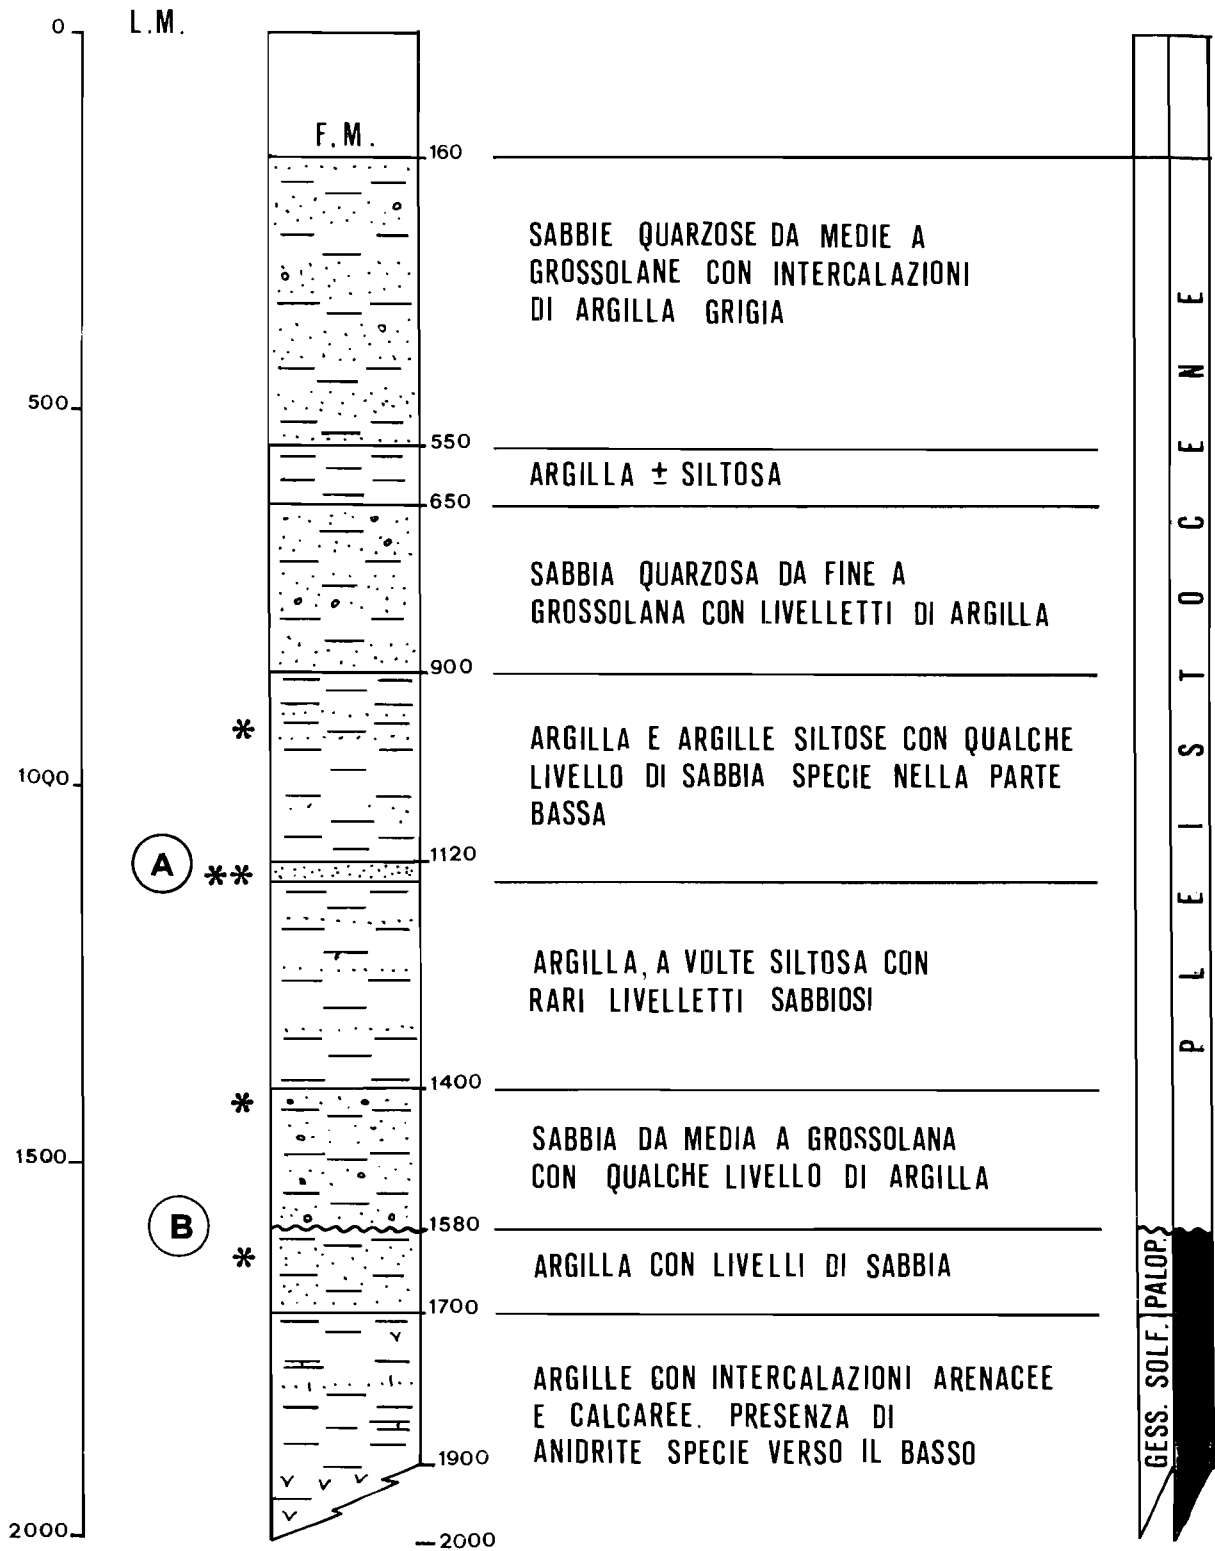 0
L.M.
F.M.
160
SABBIE QUARZOSE DA MEDIE A
GROSSOLANE CON INTERCALAZIONI
DI ARGILLA GRIGIA
500
550
ARGILLA ± SILTOSA
650
SABBIA QUARZOSA DA FINE A
GROSSOLANA CON LIVELLETTI DI ARGILLA
900
*
ARGILLA E ARGILLE SILTOSE CON QUALCHE
LIVELLO DI SABBIA SPECIE NELLA PARTE
BASSA
1000
1120
A
**
ARGILLA, A VOLTE SILTOSA CON
RARI LIVELLETTI SABBIOSI
1400
*
SABBIA DA MEDIA A GROSSOLANA
CON QUALCHE LIVELLO DI ARGILLA
1500
B
1580
*
ARGILLA CON LIVELLI DI SABBIA
1700
ARGILLE CON INTERCALAZIONI ARENACEE
E CALCAREE. PRESENZA DI
ANIDRITE SPECIE VERSO IL BASSO
1900
2000
2000
PLEISTOCENE
PALOP.
GESS. SOLF.